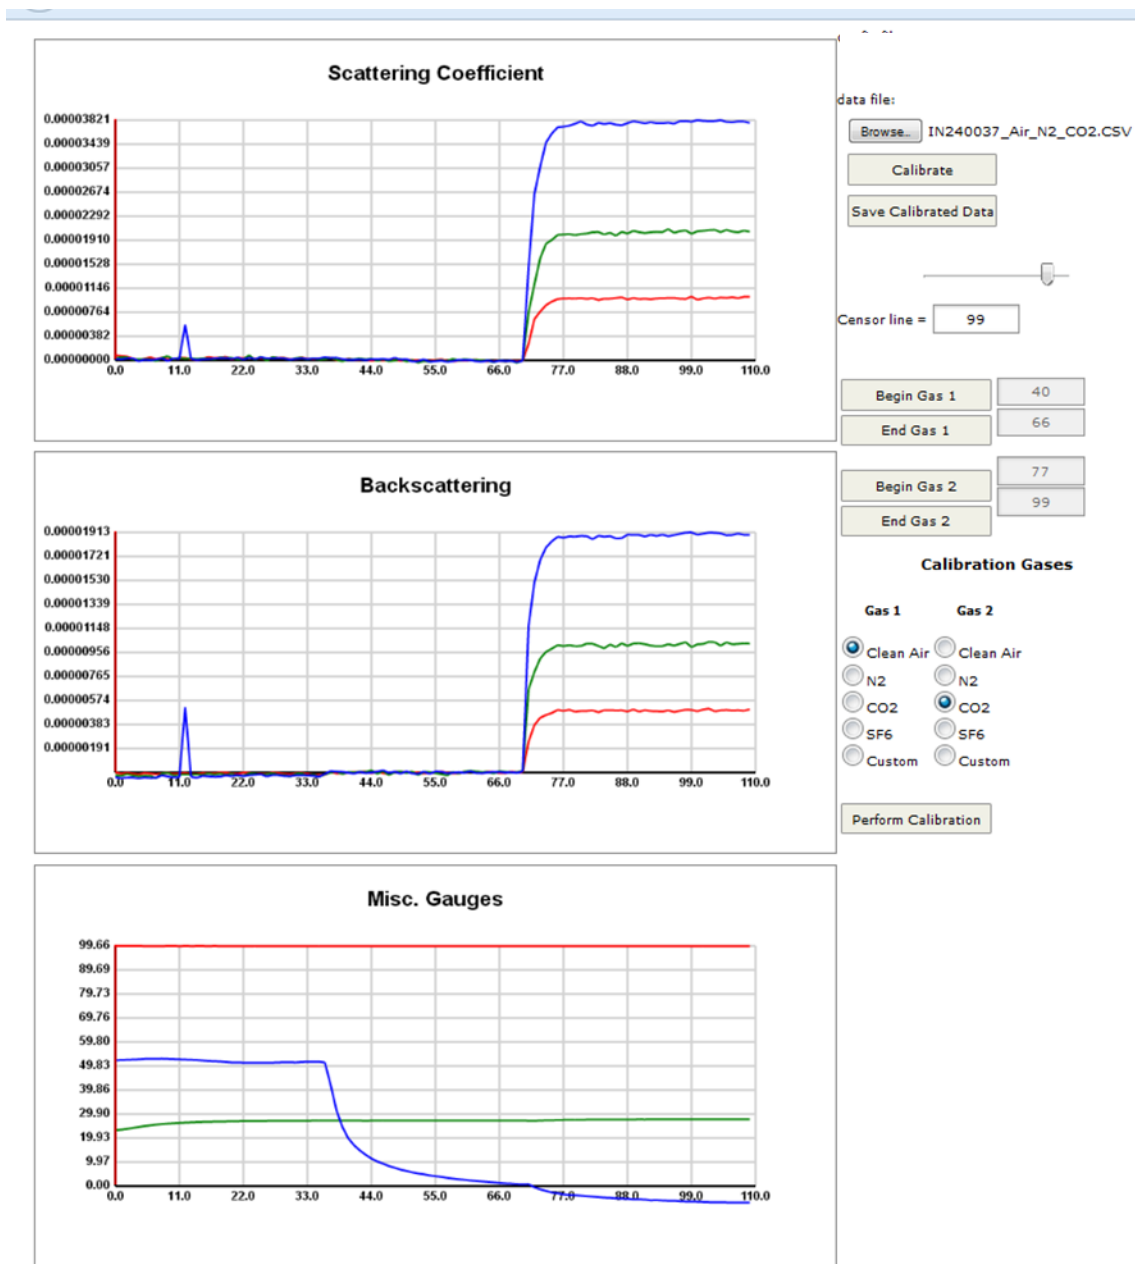 Scattering Coefficient
0.00003821
0.00003439
0.00003057
0.00002674
0.00002292
0.00001910
0.00001528
0.00001146
0.00000764
0.00000382
0.00000000
0.0 11.0 22.0 33.0 44.0 55.0 66.0 77.0 88.0 99.0 110.0
Backscattering
0.00001913
0.00001721
0.00001530
0.00001339
0.00001148
0.00000956
0.00000765
0.00000574
0.00000383
0.00000191
0.0 11.0 22.0 33.0 44.0 55.0 66.0 77.0 88.0 99.0 110.0
Misc. Gauges
99.66
89.69
79.73
69.76
59.80
49.83
39.86
29.90
19.93
9.97
0.00
0.0 11.0 22.0 33.0 44.0 55.0 66.0 77.0 88.0 99.0 110.0
data file:
Browse... IN240037_Air_N2_CO2.CSV
Calibrate
Save Calibrated Data
Censor line = 99
Begin Gas 1 40
End Gas 1 66
Begin Gas 2 77
End Gas 2 99
Calibration Gases
Gas 1 Gas 2
Clean Air Clean Air
N2 N2
CO2 CO2
SF6 SF6
Custom Custom
Perform Calibration